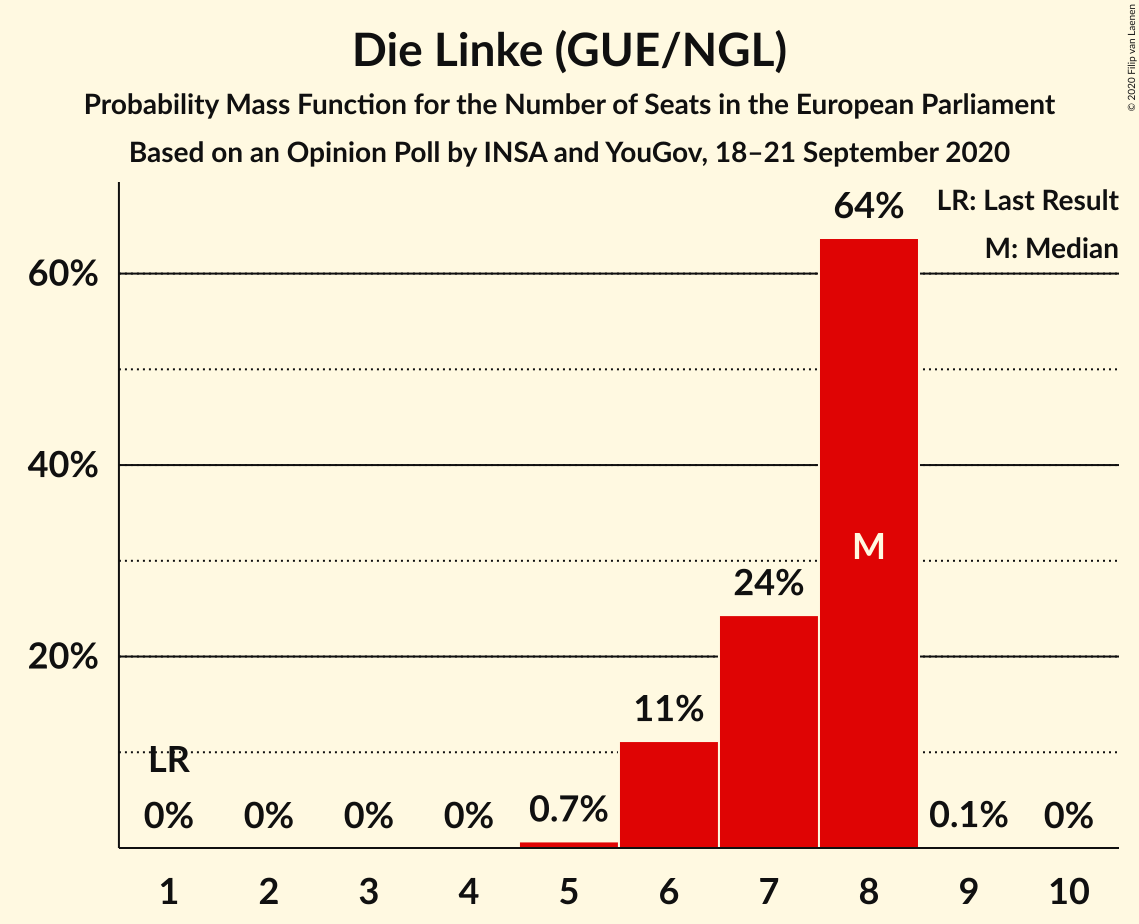 Die Linke (GUE/NGL)
Probability Mass Function for the Number of Seats in the European Parliament
Based on an Opinion Poll by INSA and YouGov, 18–21 September 2020
© 2020 Filip van Laenen
LR: Last Result
M: Median
64%
60%
40%
20%
M
24%
11%
LR
0%
0%
0%
0%
0.7%
0.1%
0%
1 2 3 4 5 6 7 8 9 10